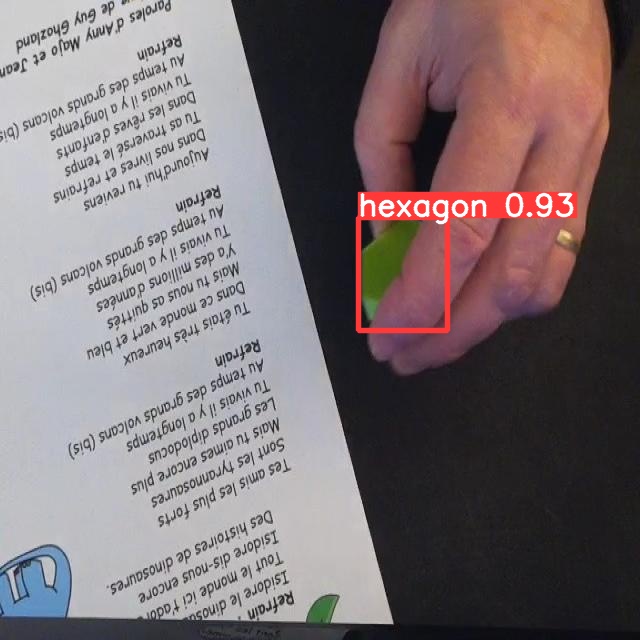 hexagon 0.93
Refrain :
Isidore le dinosau
Tout le monde ici t'ador
Isidore dis-nous encore
Des histoires de dinosaures.
Tes amis les plus forts
Sont les tyrannosaures
Mais tu aimes encore plus
Les grands diplodocus
Tu vivais il y a longtemps
Au temps des grands volcans (bis)
Refrain
Tu étais très heureux
Dans ce monde vert et bleu
Mais tu nous as quittés
Y'a des millions d'années
Tu vivais il y a longtemps
Au temps des grands volcans (bis)
Refrain
Aujourd'hui tu reviens
Dans nos livres et refrains
Tu as traversé le temps
Dans les rêves d'enfants
Tu vivais il y a longtemps
Au temps des grands volcans (bis)
Refrain
Paroles d'Anny Majo et Jean
de Guy Ghozland